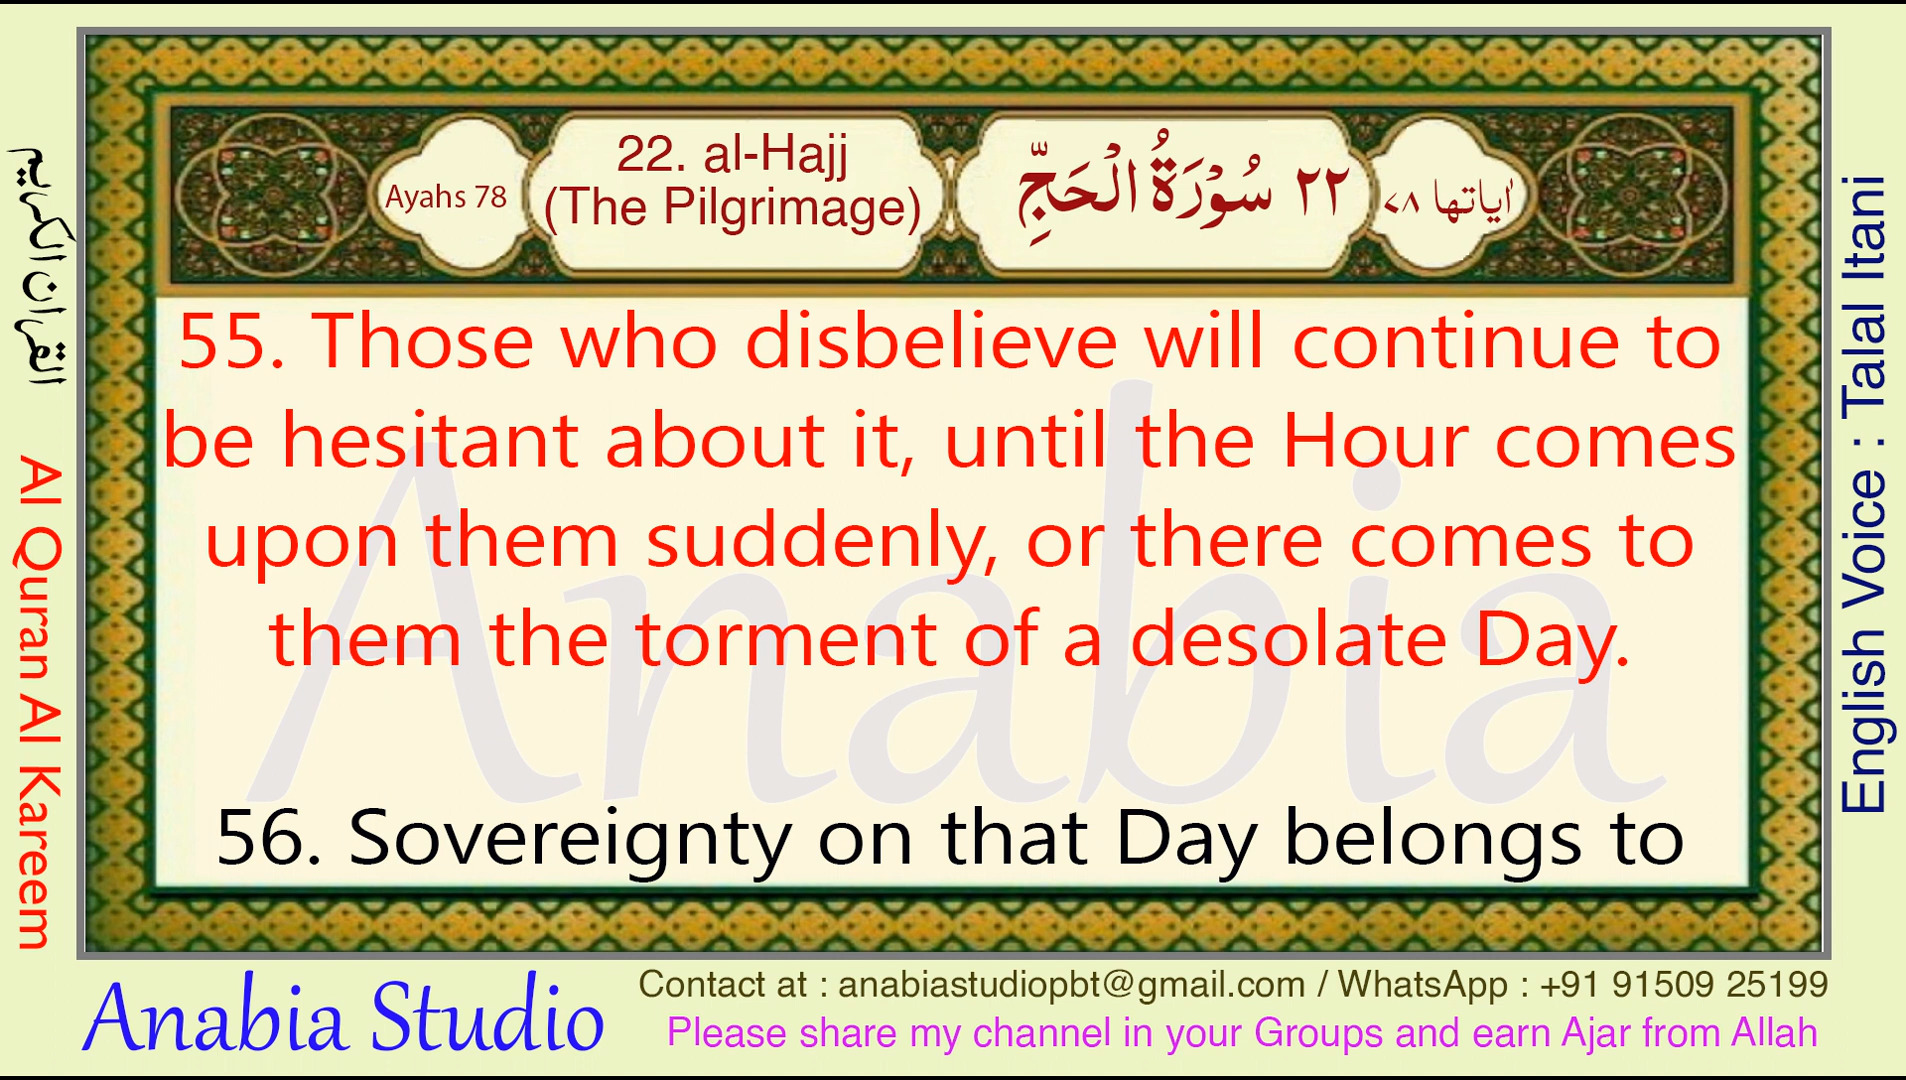 القرآن الكريم
Al Quran Al Kareem
Ayahs 78
22. al-Hajj
(The Pilgrimage)
٢٢ سُوْرَةُ الْحَجِّ
اٰیاتها ٧٨
55. Those who disbelieve will continue to
be hesitant about it, until the Hour comes
upon them suddenly, or there comes to
them the torment of a desolate Day.
56. Sovereignty on that Day belongs to
Anabia
English Voice : Talal Itani
Anabia Studio
Contact at : anabiastudiopbt@gmail.com / WhatsApp : +91 91509 25199
Please share my channel in your Groups and earn Ajar from Allah